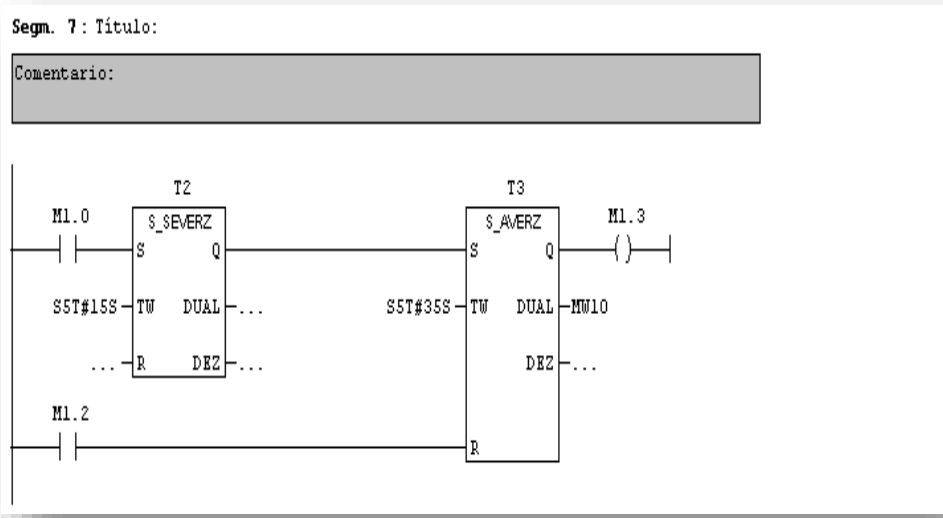 Segm. 7: Título:
Comentario:
T2 T3
M1.0 S_SEVERZ S_AVERZ M1.3
S Q S Q
S5T#15S TW DUAL ... S5T#35S TW DUAL MW10
... R DEZ ... DEZ ...
M1.2
R